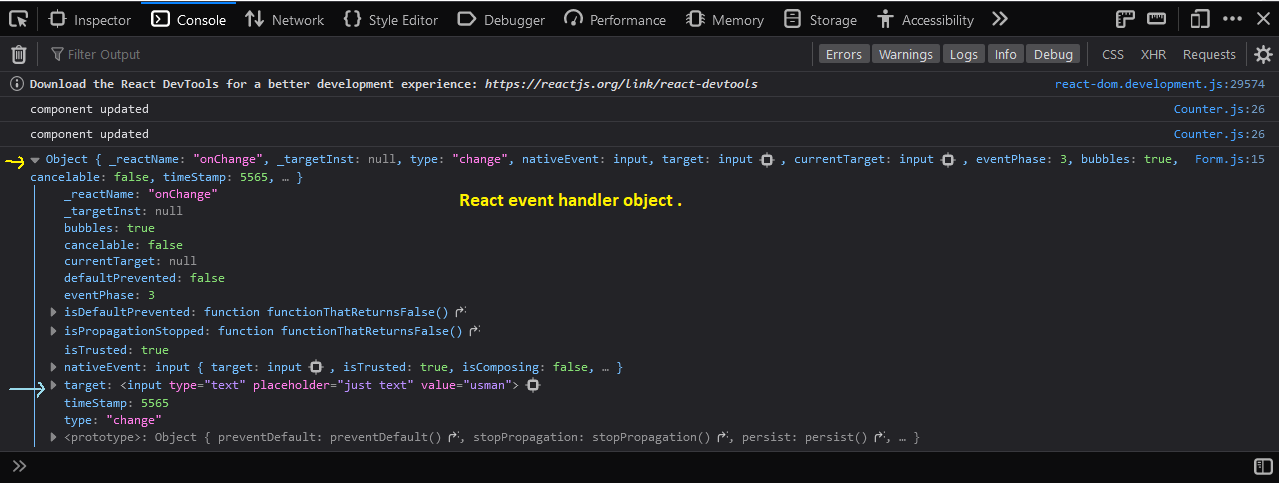 Inspector Console Network Style Editor Debugger Performance Memory Storage Accessibility
Filter Output Errors Warnings Logs Info Debug CSS XHR Requests
Download the React DevTools for a better development experience: https://reactjs.org/link/react-devtools react-dom.development.js:29574
component updated Counter.js:26
component updated Counter.js:26
Object { _reactName: "onChange", _targetInst: null, type: "change", nativeEvent: input, target: input , currentTarget: input , eventPhase: 3, bubbles: true, Form.js:15
cancelable: false, timeStamp: 5565, … }
_reactName: "onChange"
React event handler object .
_targetInst: null
bubbles: true
cancelable: false
currentTarget: null
defaultPrevented: false
eventPhase: 3
isDefaultPrevented: function functionThatReturnsFalse()
isPropagationStopped: function functionThatReturnsFalse()
isTrusted: true
nativeEvent: input { target: input , isTrusted: true, isComposing: false, … }
target: <input type="text" placeholder="just text" value="usman">
timeStamp: 5565
type: "change"
<prototype>: Object { preventDefault: preventDefault() , stopPropagation: stopPropagation() , persist: persist() , … }